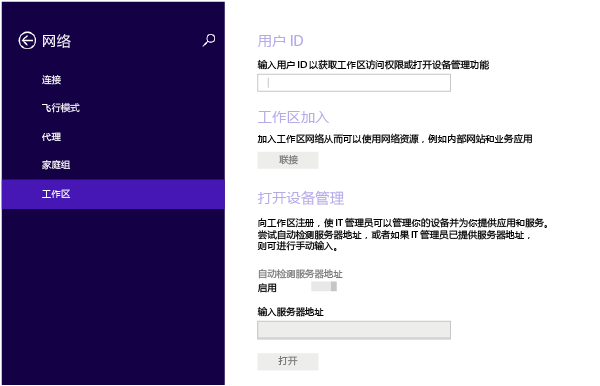 网络
连接
飞行模式
代理
家庭组
工作区
用户 ID
输入用户 ID 以获取工作区访问权限或打开设备管理功能
工作区加入
加入工作区网络从而可以使用网络资源，例如内部网站和业务应用
联接
打开设备管理
向工作区注册，使 IT 管理员可以管理你的设备并为你提供应用和服务。
尝试自动检测服务器地址，或者如果 IT 管理员已提供服务器地址，
则可进行手动输入。
自动检测服务器地址
启用
输入服务器地址
打开